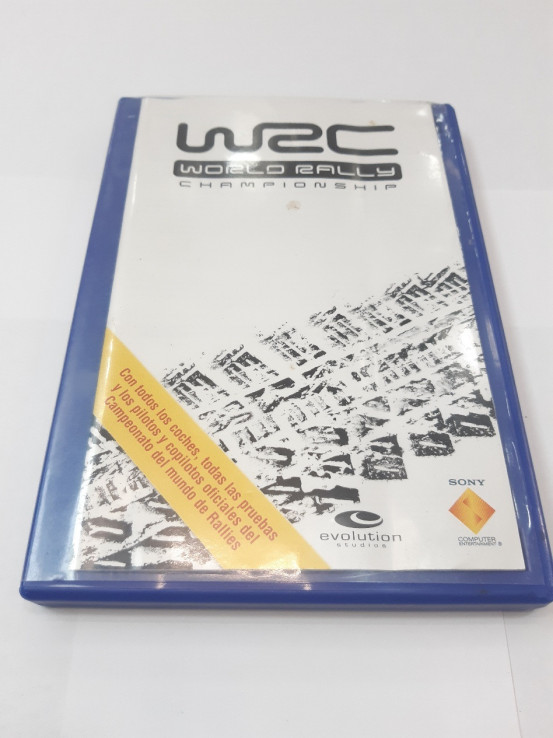 WRC
WORLD RALLY
CHAMPIONSHIP
Con todos los coches, todas las pruebas
y los pilotos y copilotos oficiales del
Campeonato del mundo de Rallies
evolution
studios
SONY
COMPUTER
ENTERTAINMENT ®